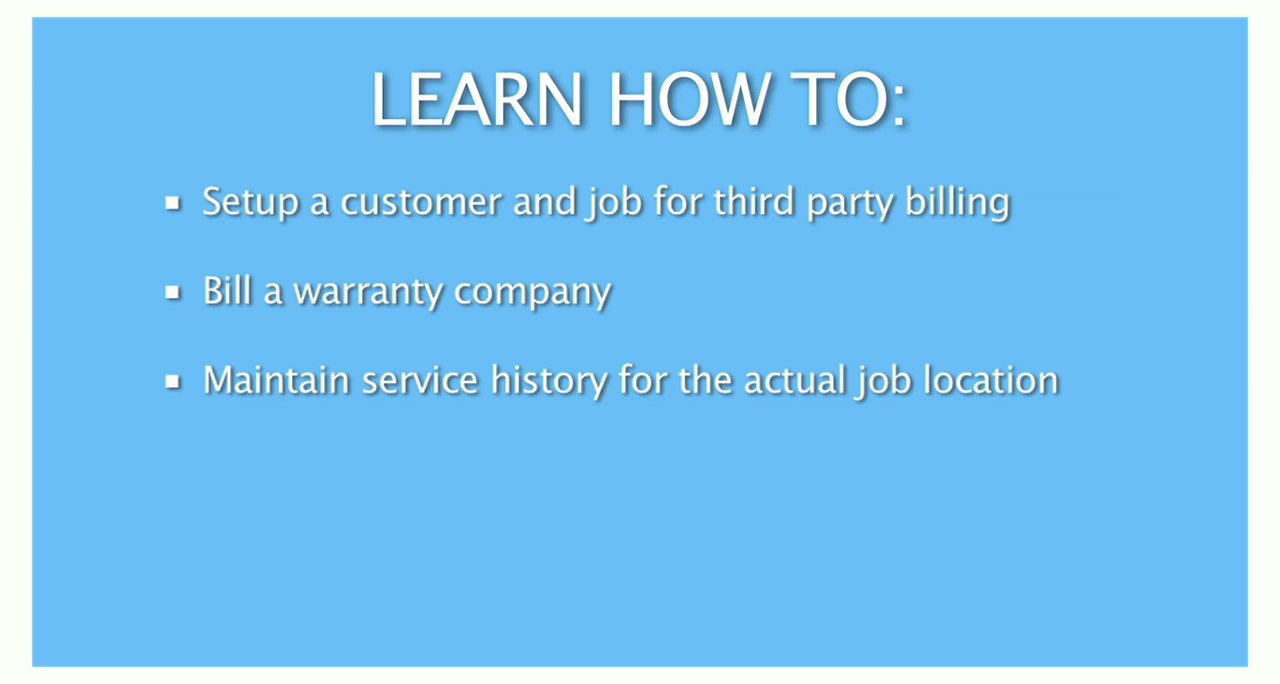 LEARN HOW TO:
▪ Setup a customer and job for third party billing
▪ Bill a warranty company
▪ Maintain service history for the actual job location